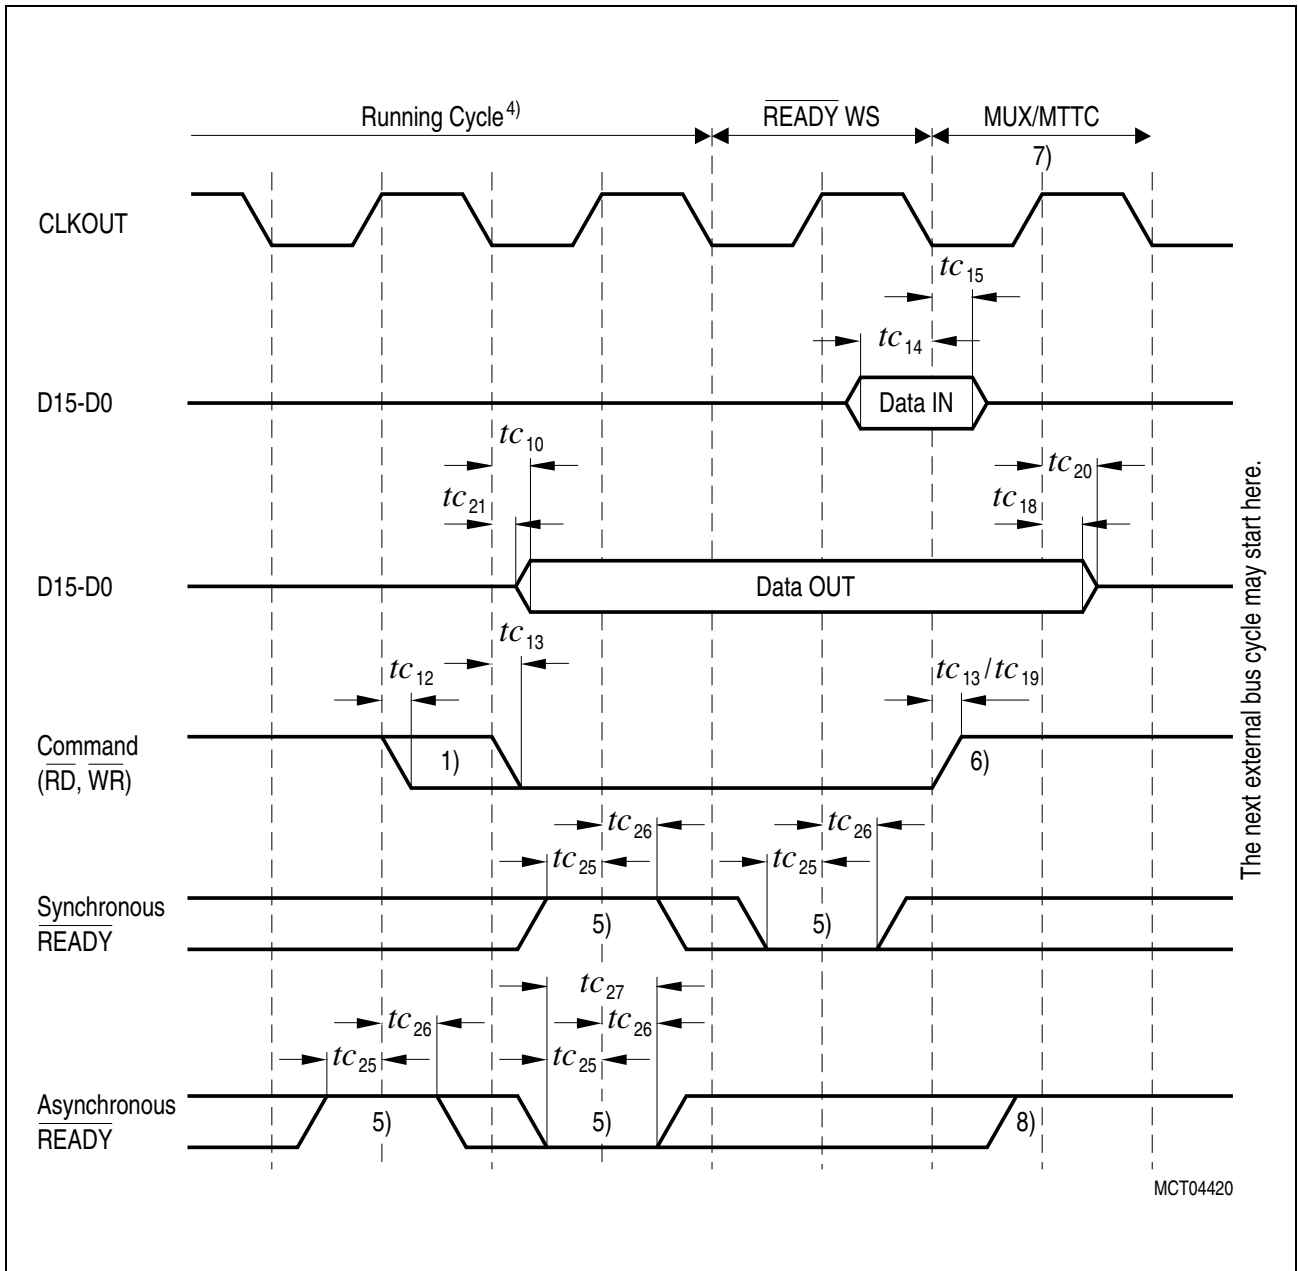 Running Cycle 4)
READY WS
MUX/MTTC
7)
CLKOUT
tc15
tc14
D15-D0
Data IN
tc10
tc20
tc21
tc18
D15-D0
Data OUT
tc13
tc12
tc13/tc19
Command
(RD, WR)
1)
6)
tc26
tc26
tc25
tc25
Synchronous
READY
5)
5)
tc27
tc26
tc26
tc25
tc25
Asynchronous
READY
5)
5)
8)
The next external bus cycle may start here.
MCT04420